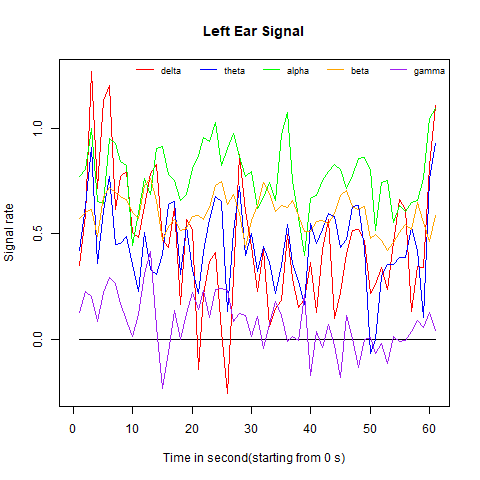 Left Ear Signal
delta theta alpha beta gamma
Signal rate
1.0
0.5
0.0
0 10 20 30 40 50 60
Time in second(starting from 0 s)